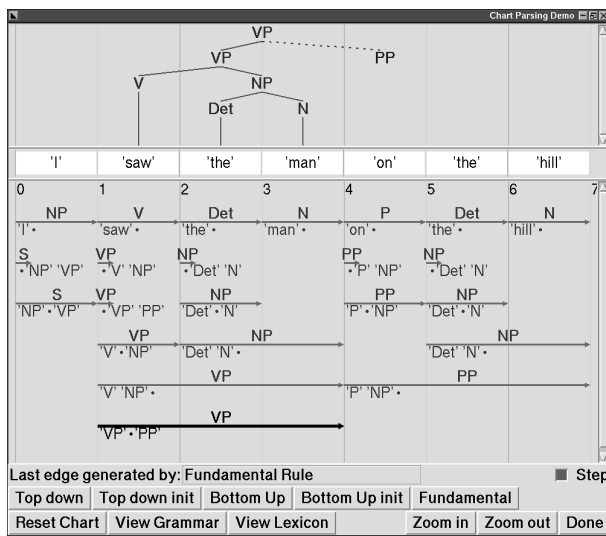 Chart Parsing Demo
VP
VP PP
V NP
Det N
'I' 'saw' 'the' 'man' 'on' 'the' 'hill'
0 1 2 3 4 5 6 7
NP V Det N P Det N
'I' • 'saw' • 'the' • 'man' • 'on' • 'the' • 'hill' •
S VP NP PP NP
• 'NP' 'VP' • 'V' 'NP' • 'Det' 'N' • 'P' 'NP' • 'Det' 'N'
S VP NP PP NP
'NP' • 'VP' • 'VP' 'PP' 'Det' • 'N' 'P' • 'NP' 'Det' • 'N'
VP NP NP
'V' • 'NP' 'Det' 'N' • 'Det' 'N' •
VP PP
'V' 'NP' • 'P' 'NP' •
VP
'VP' • 'PP'
Last edge generated by: Fundamental Rule Step
Top down Top down init Bottom Up Bottom Up init Fundamental
Reset Chart View Grammar View Lexicon Zoom in Zoom out Done